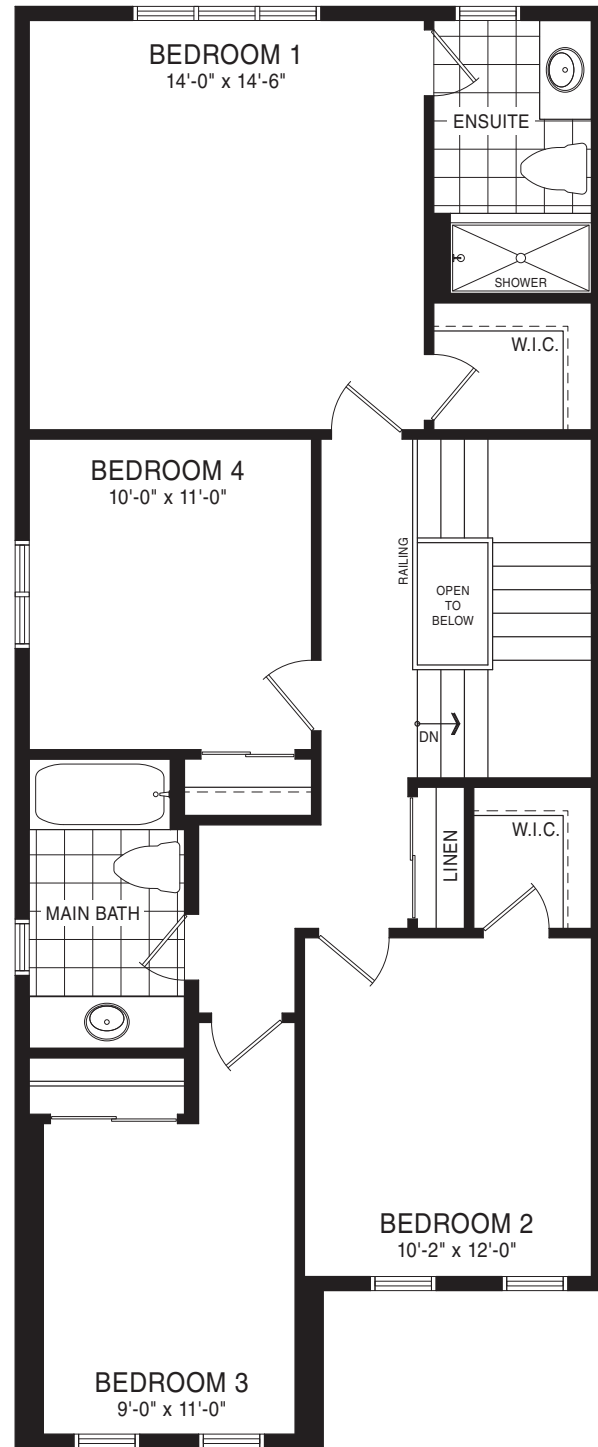 BEDROOM 1
14'-0" x 14'-6"
ENSUITE
SHOWER
W.I.C.
BEDROOM 4
10'-0" x 11'-0"
RAILING
OPEN
TO
BELOW
DN
LINEN
W.I.C.
MAIN BATH
BEDROOM 2
10'-2" x 12'-0"
BEDROOM 3
9'-0" x 11'-0"